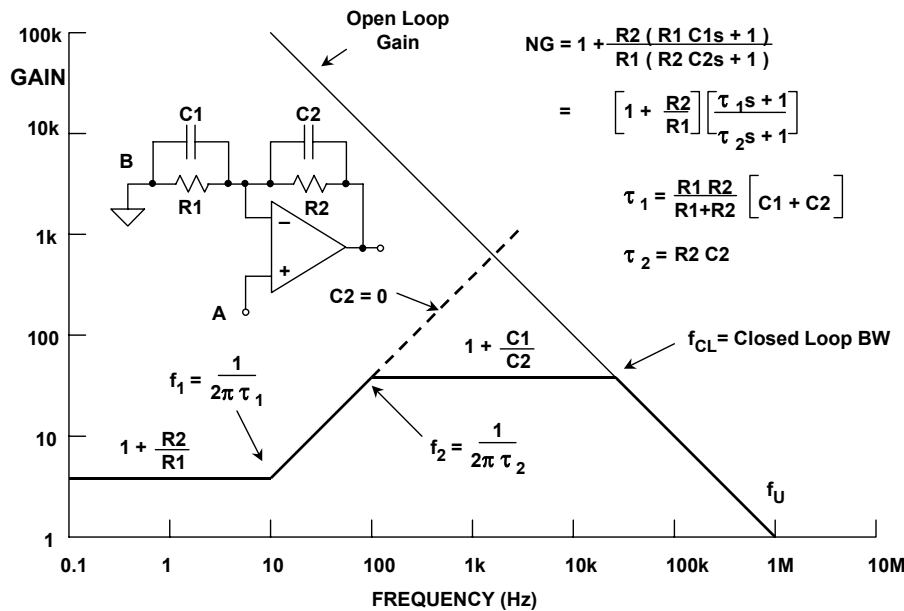 100k
GAIN
10k
1k
100
10
1
0.1 1 10 100 1k 10k 100k 1M 10M
FREQUENCY (Hz)
Open Loop
Gain
C1
C2
B
R1
R2
–
+
A
C2 = 0
1 + C1
C2
f1 = 1
2π τ1
f2 = 1
2π τ2
1 + R2
R1
fCL = Closed Loop BW
fU
NG = 1 + R2 ( R1 C1s + 1 )
R1 ( R2 C2s + 1 )
= [ 1 + R2 ] [ τ1s + 1 ]
R1 τ2s + 1
τ1 = R1 R2 [ C1 + C2 ]
R1+R2
τ2 = R2 C2